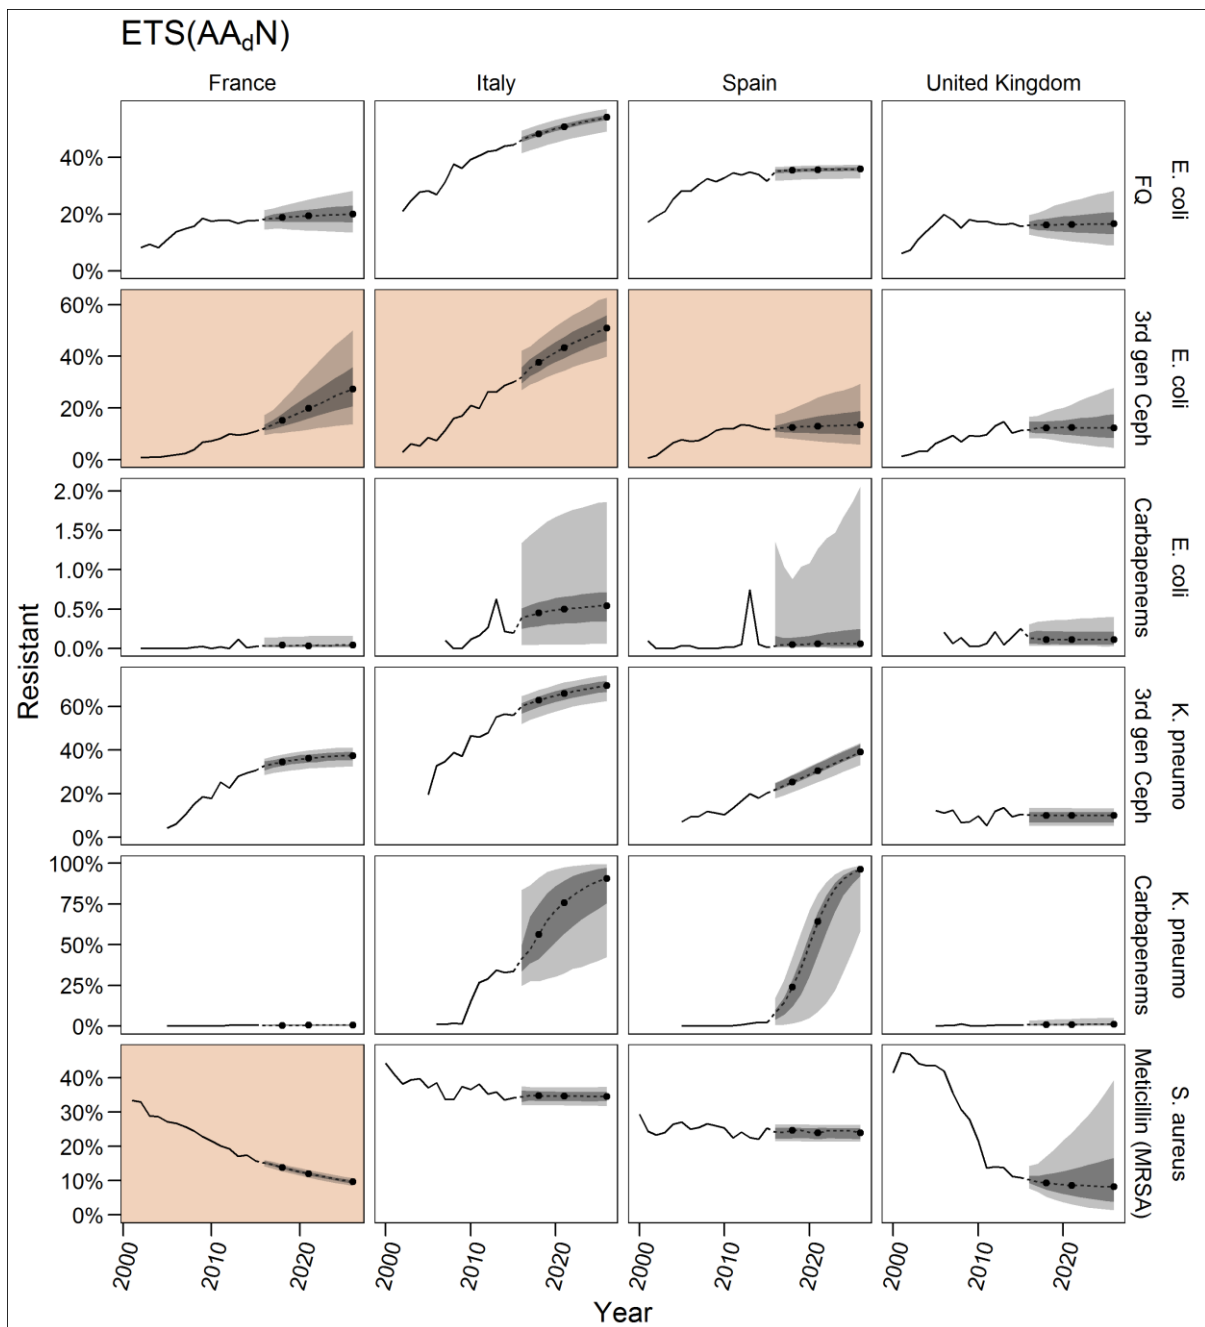 ETS(AAdN)
France Italy Spain United Kingdom
40%
20%
0%
E. coli
FQ
60%
40%
20%
0%
E. coli
3rd gen Ceph
2.0%
1.5%
1.0%
0.5%
0.0%
E. coli
Carbapenems
60%
40%
20%
0%
K. pneumo
3rd gen Ceph
100%
75%
50%
25%
0%
K. pneumo
Carbapenems
40%
30%
20%
10%
0%
S. aureus
Meticillin (MRSA)
Resistant
2000 2010 2020 2000 2010 2020 2000 2010 2020 2000 2010 2020
Year